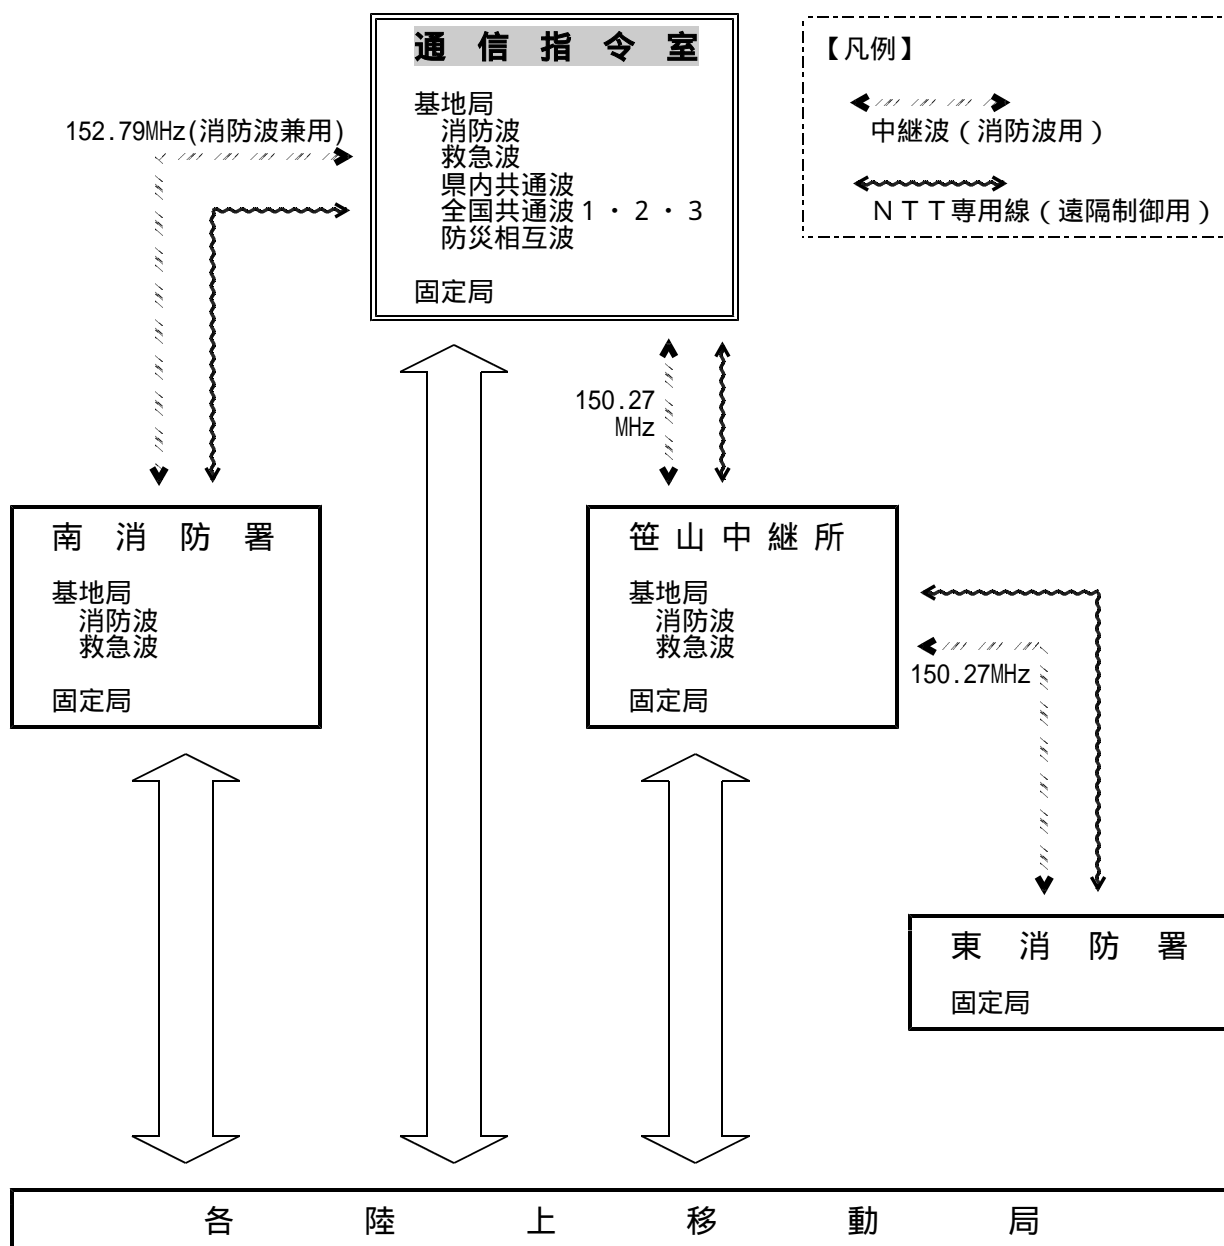 通信指令室
基地局
消防波
救急波
県内共通波
全国共通波1・2・3
防災相互波
固定局
【凡例】
中継波(消防波用)
NTT専用線(遠隔制御用)
152.79MHz(消防波兼用)
150.27
MHz
南消防署
基地局
消防波
救急波
固定局
笹山中継所
基地局
消防波
救急波
固定局
150.27MHz
東消防署
固定局
各陸上移動局